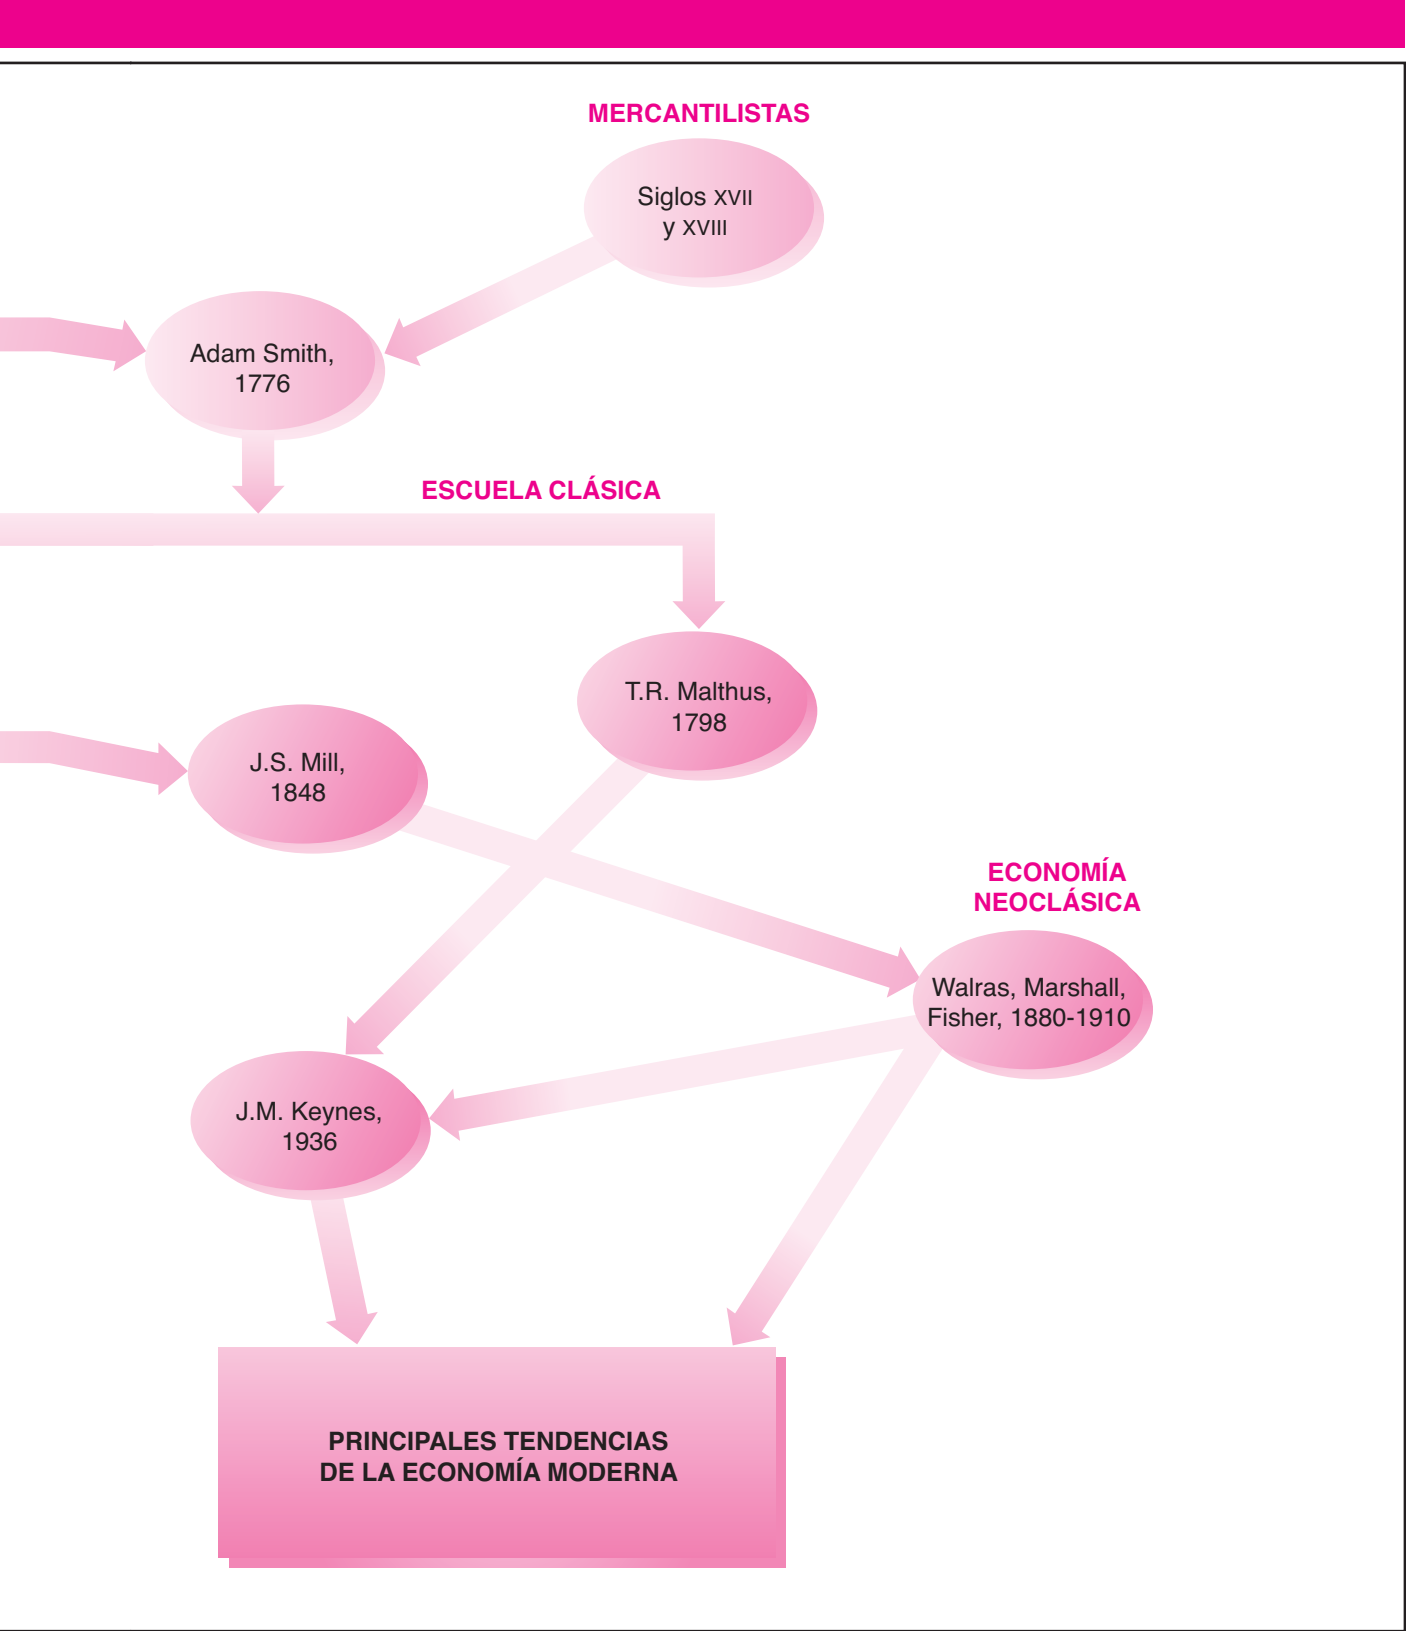 MERCANTILISTAS
Siglos XVII
y XVIII
Adam Smith,
1776
ESCUELA CLÁSICA
T.R. Malthus,
1798
J.S. Mill,
1848
ECONOMÍA
NEOCLÁSICA
Walras, Marshall,
Fisher, 1880-1910
J.M. Keynes,
1936
PRINCIPALES TENDENCIAS
DE LA ECONOMÍA MODERNA